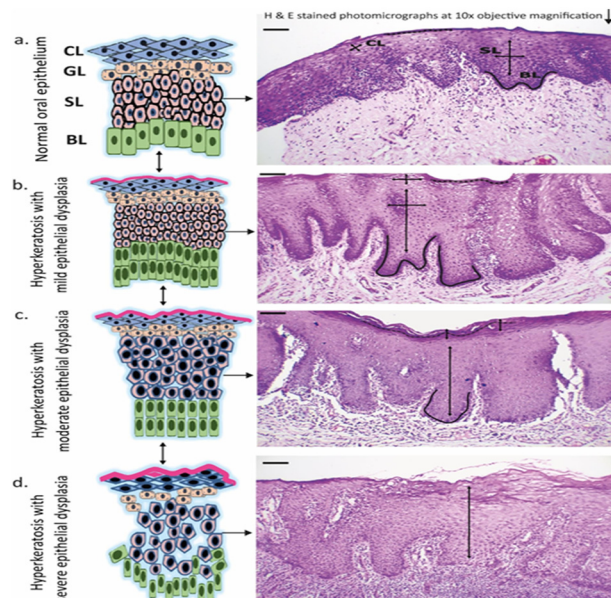 H & E stained photomicrographs at 10x objective magnification
a.
Normal oral epithelium
CL
GL
SL
BL
CL
SL
BL
b.
Hyperkeratosis with
mild epithelial dysplasia
c.
Hyperkeratosis with
moderate epithelial dysplasia
d.
Hyperkeratosis with
evere epithelial dysplasia